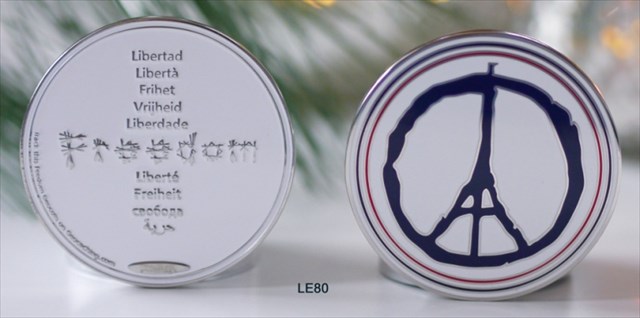 Libertad
Libertà
Frihet
Vrijheid
Liberdade
Freedom
Liberté
Freiheit
свобода
حرية
LE80